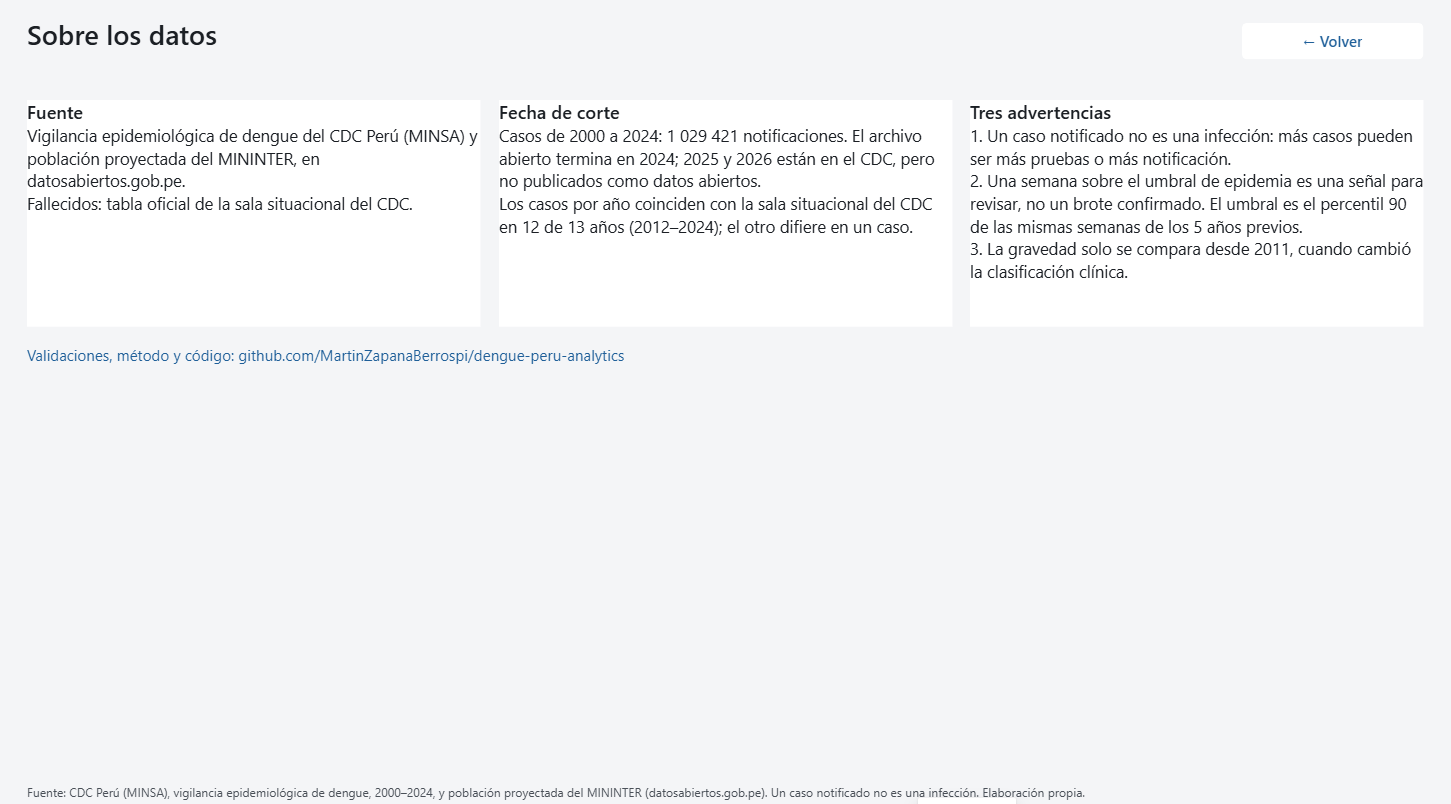 Sobre los datos
← Volver
Fuente
Vigilancia epidemiológica de dengue del CDC Perú (MINSA) y
población proyectada del MININTER, en
datosabiertos.gob.pe.
Fallecidos: tabla oficial de la sala situacional del CDC.
Fecha de corte
Casos de 2000 a 2024: 1 029 421 notificaciones. El archivo
abierto termina en 2024; 2025 y 2026 están en el CDC, pero
no publicados como datos abiertos.
Los casos por año coinciden con la sala situacional del CDC
en 12 de 13 años (2012–2024); el otro difiere en un caso.
Tres advertencias
1. Un caso notificado no es una infección: más casos pueden
ser más pruebas o más notificación.
2. Una semana sobre el umbral de epidemia es una señal para
revisar, no un brote confirmado. El umbral es el percentil 90
de las mismas semanas de los 5 años previos.
3. La gravedad solo se compara desde 2011, cuando cambió
la clasificación clínica.
Validaciones, método y código: github.com/MartinZapanaBerrospi/dengue-peru-analytics
Fuente: CDC Perú (MINSA), vigilancia epidemiológica de dengue, 2000–2024, y población proyectada del MININTER (datosabiertos.gob.pe). Un caso notificado no es una infección. Elaboración propia.